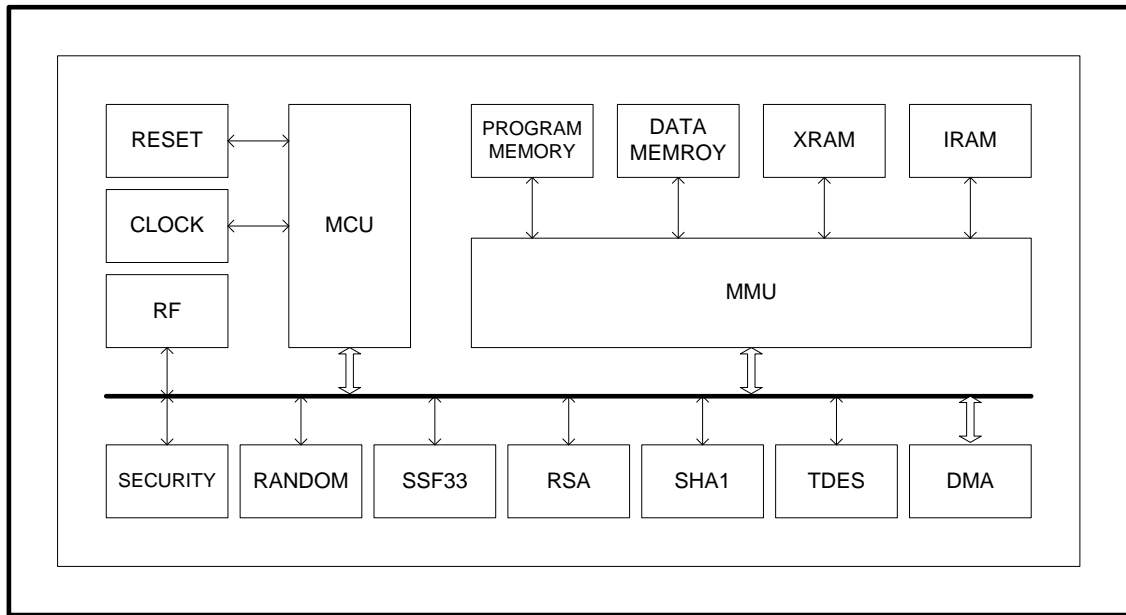 RESET
MCU
PROGRAM
MEMORY
DATA
MEMROY
XRAM
IRAM
CLOCK
RF
MMU
SECURITY
RANDOM
SSF33
RSA
SHA1
TDES
DMA